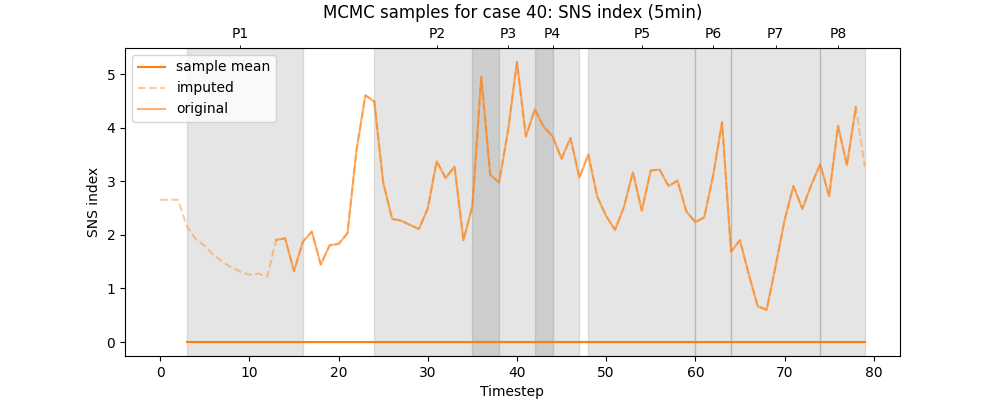 MCMC samples for case 40: SNS index (5min)
P1 P2 P3 P4 P5 P6 P7 P8
sample mean
imputed
original
SNS index
5
4
3
2
1
0
0 10 20 30 40 50 60 70 80
Timestep